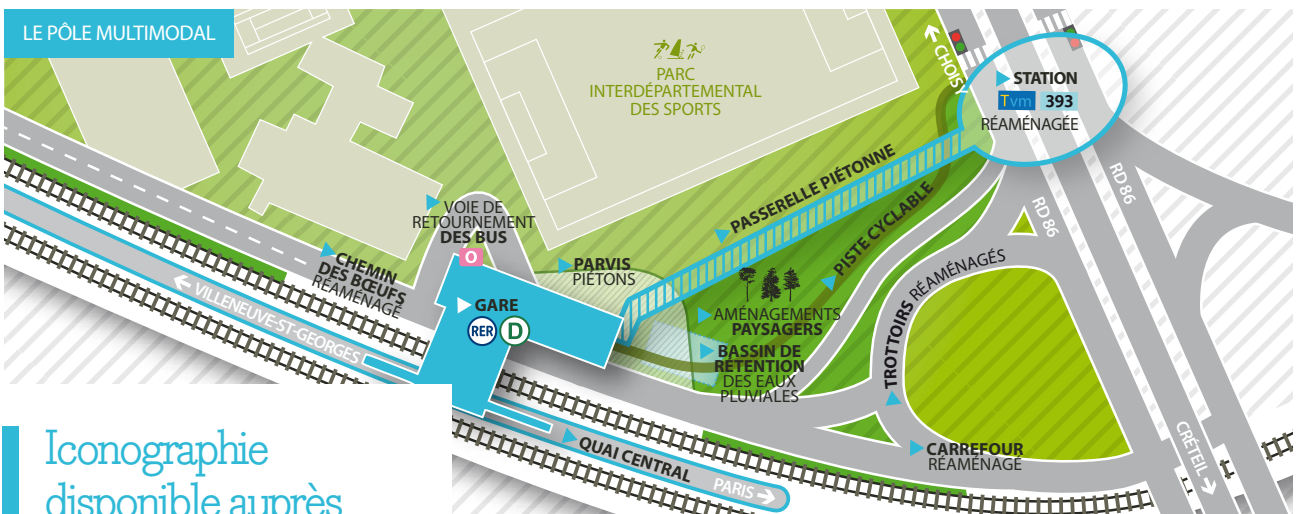 LE PÔLE MULTIMODAL
PARC
INTERDÉPARTEMENTAL
DES SPORTS
CHOISY
STATION
Tvm 393
RÉAMÉNAGÉE
RD 86
RD 86
PASSERELLE PIÉTONNE
PISTE CYCLABLE
VOIE DE
RETOURNEMENT
DES BUS
O
CHEMIN
DES BŒUFS
RÉAMÉNAGÉ
PARVIS
PIÉTONS
GARE
RER D
VILLENEUVE-ST-GEORGES
AMÉNAGEMENTS
PAYSAGERS
BASSIN DE
RÉTENTION
DES EAUX
PLUVIALES
TROTTOIRS RÉAMÉNAGÉS
CARREFOUR
RÉAMÉNAGÉ
QUAI CENTRAL
PARIS
CRÉTEIL
Iconographie
disponible auprès